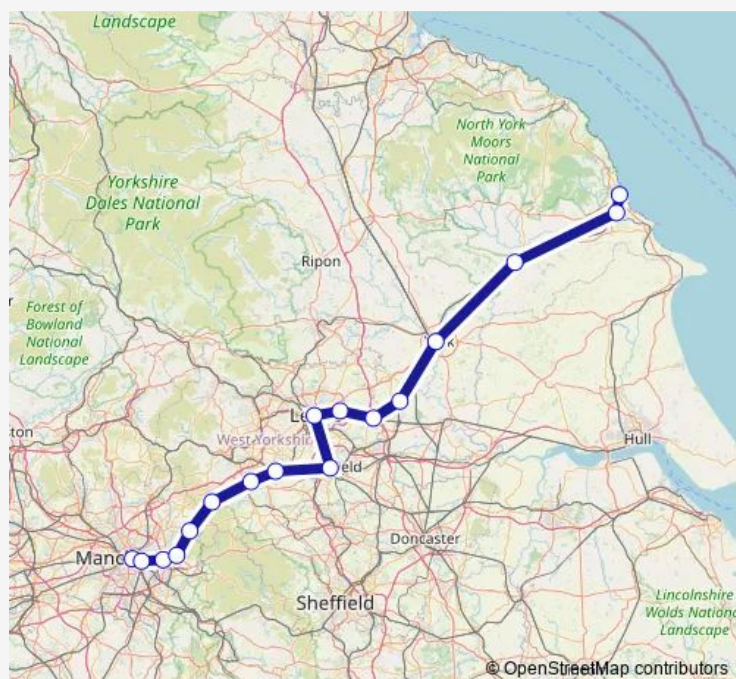 Landscape
North York
Moors
National
Park
Yorkshire
Dales National
Park
Ripon
Forest of
Bowland
National
Landscape
West Yorkshire
Hull
Doncaster
Sheffield
Lincolnshire
Wolds National
Landscape
© OpenStreetMap contributors